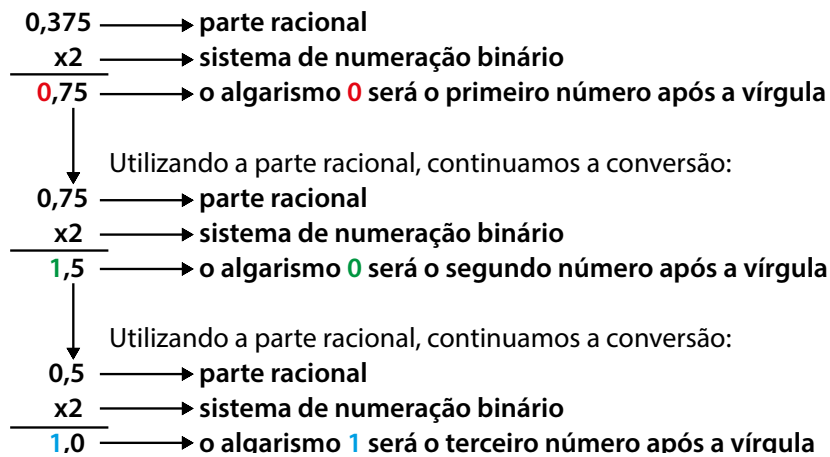 0,375 parte racional
x2 sistema de numeração binário
0,75 o algarismo 0 será o primeiro número após a vírgula
Utilizando a parte racional, continuamos a conversão:
0,75 parte racional
x2 sistema de numeração binário
1,5 o algarismo 0 será o segundo número após a vírgula
Utilizando a parte racional, continuamos a conversão:
0,5 parte racional
x2 sistema de numeração binário
1,0 o algarismo 1 será o terceiro número após a vírgula